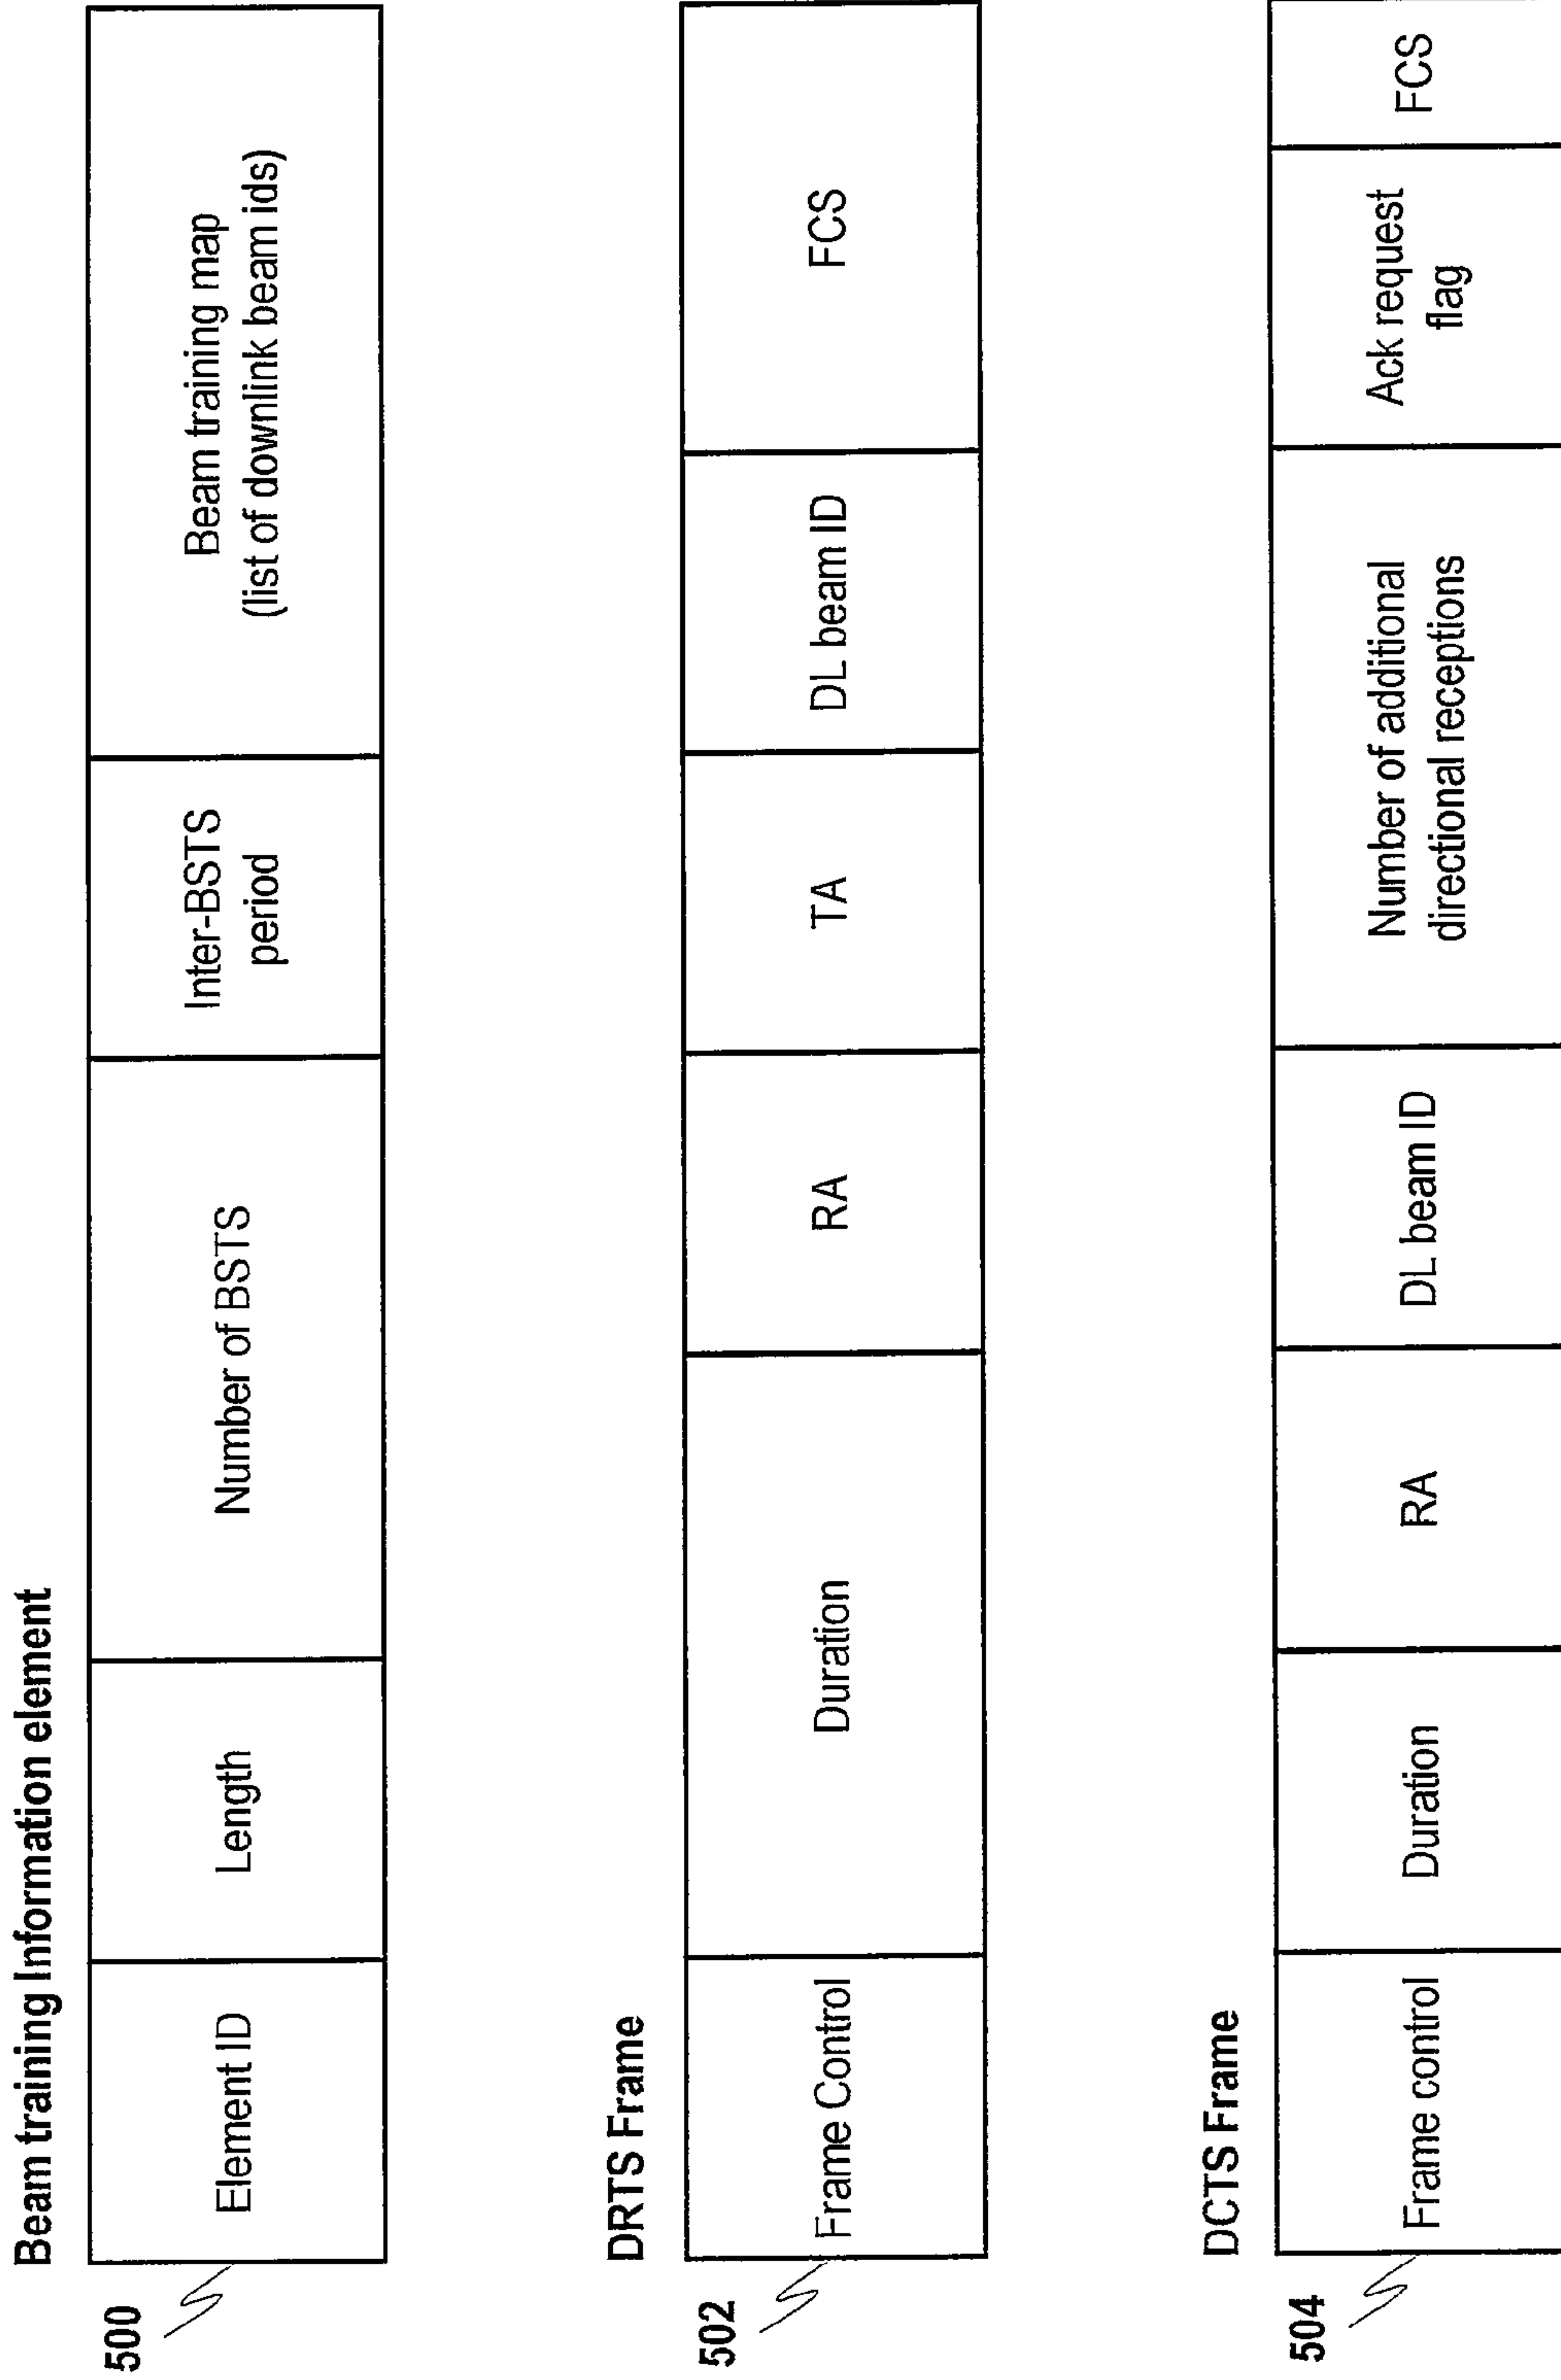 Beam training Information element
500
Element ID
Length
Number of BSTS
Inter-BSTS
period
Beam training map
(list of downlink beam ids)
DRTS Frame
502
Frame Control
Duration
RA
TA
DL beam ID
FCS
DCTS Frame
504
Frame control
Duration
RA
DL beam ID
Number of additional
directional receptions
Ack request
flag
FCS